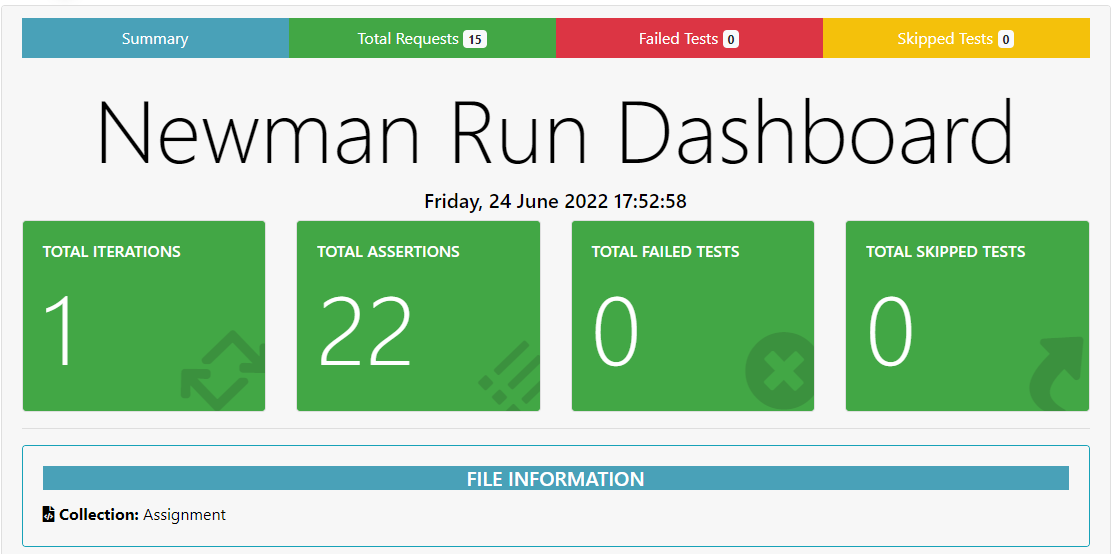 Summary
Total Requests 15
Failed Tests 0
Skipped Tests 0
Newman Run Dashboard
Friday, 24 June 2022 17:52:58
TOTAL ITERATIONS
1
TOTAL ASSERTIONS
22
TOTAL FAILED TESTS
0
TOTAL SKIPPED TESTS
0
FILE INFORMATION
Collection: Assignment